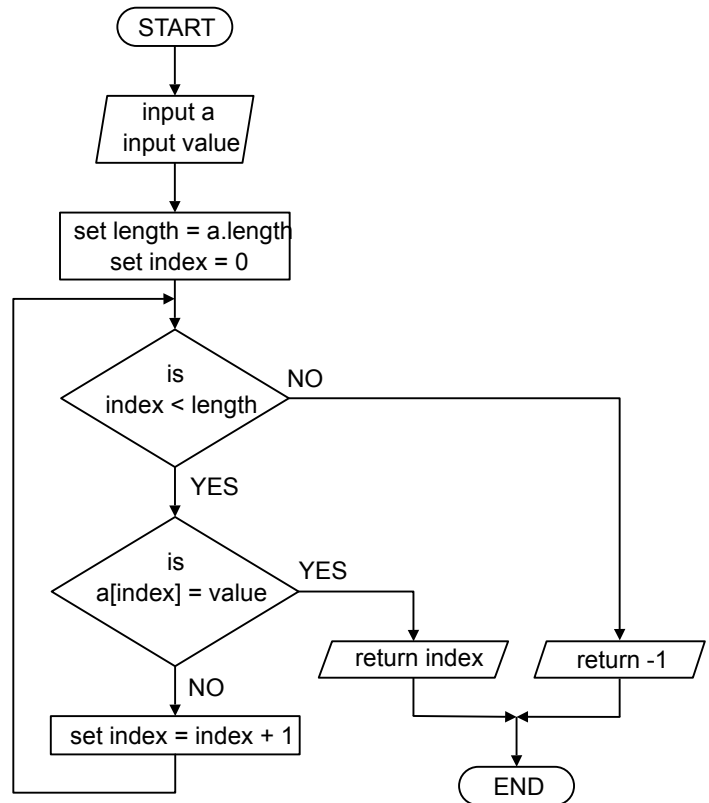 START
input a
input value
set length = a.length
set index = 0
is
index < length
NO
YES
is
a[index] = value
YES
return index
return -1
NO
set index = index + 1
END